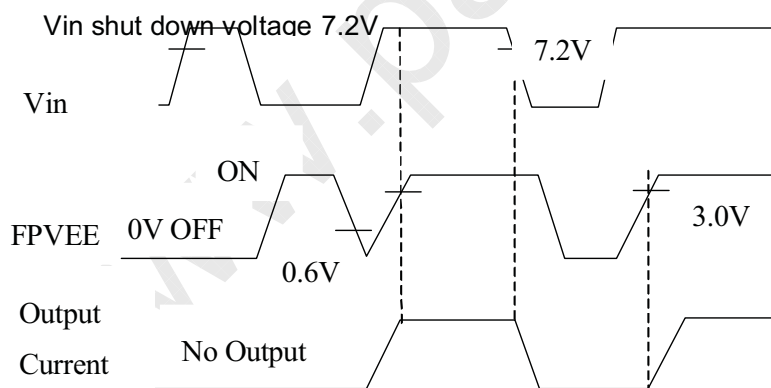 Vin shut down voltage 7.2V
7.2V
Vin
ON
FPVEE
0V OFF
0.6V
3.0V
Output
Current
No Output